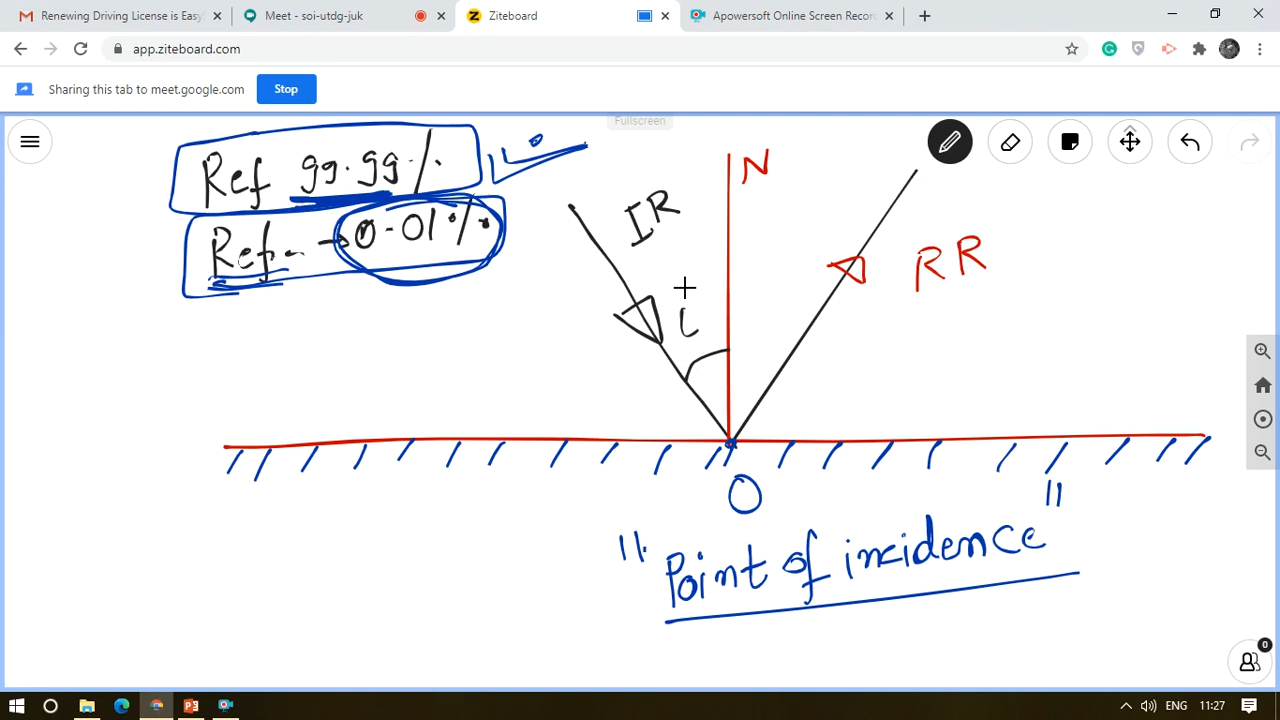 Renewing Driving License is Easy
Meet - soi-utdg-juk
Ziteboard
Apowersoft Online Screen Recor
app.ziteboard.com
Sharing this tab to meet.google.com
Stop
Fullscreen
Ref 99.99.%
Ref → 0.01%
IR
N
RR
i
O
"Point of incidence"
0
ENG
11:27